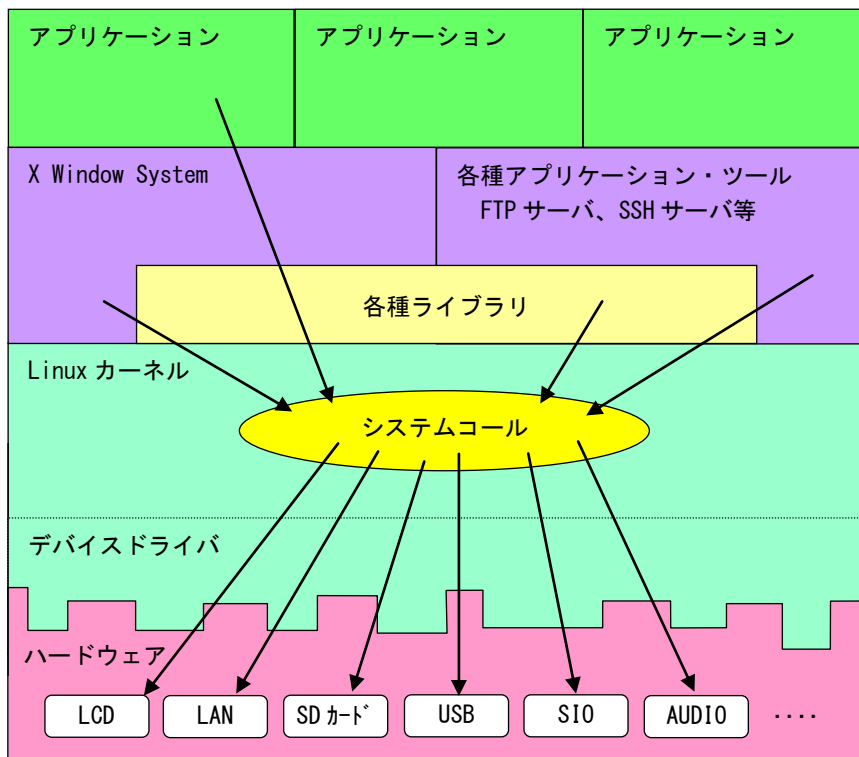 アプリケーション
アプリケーション
アプリケーション
X Window System
各種アプリケーション・ツール
FTP サーバ、SSH サーバ等
各種ライブラリ
Linux カーネル
システムコール
デバイスドライバ
ハードウェア
LCD
LAN
SD ｶｰﾄﾞ
USB
SIO
AUDIO
････